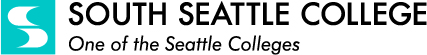 SOUTH SEATTLE COLLEGE
One of the Seattle Colleges